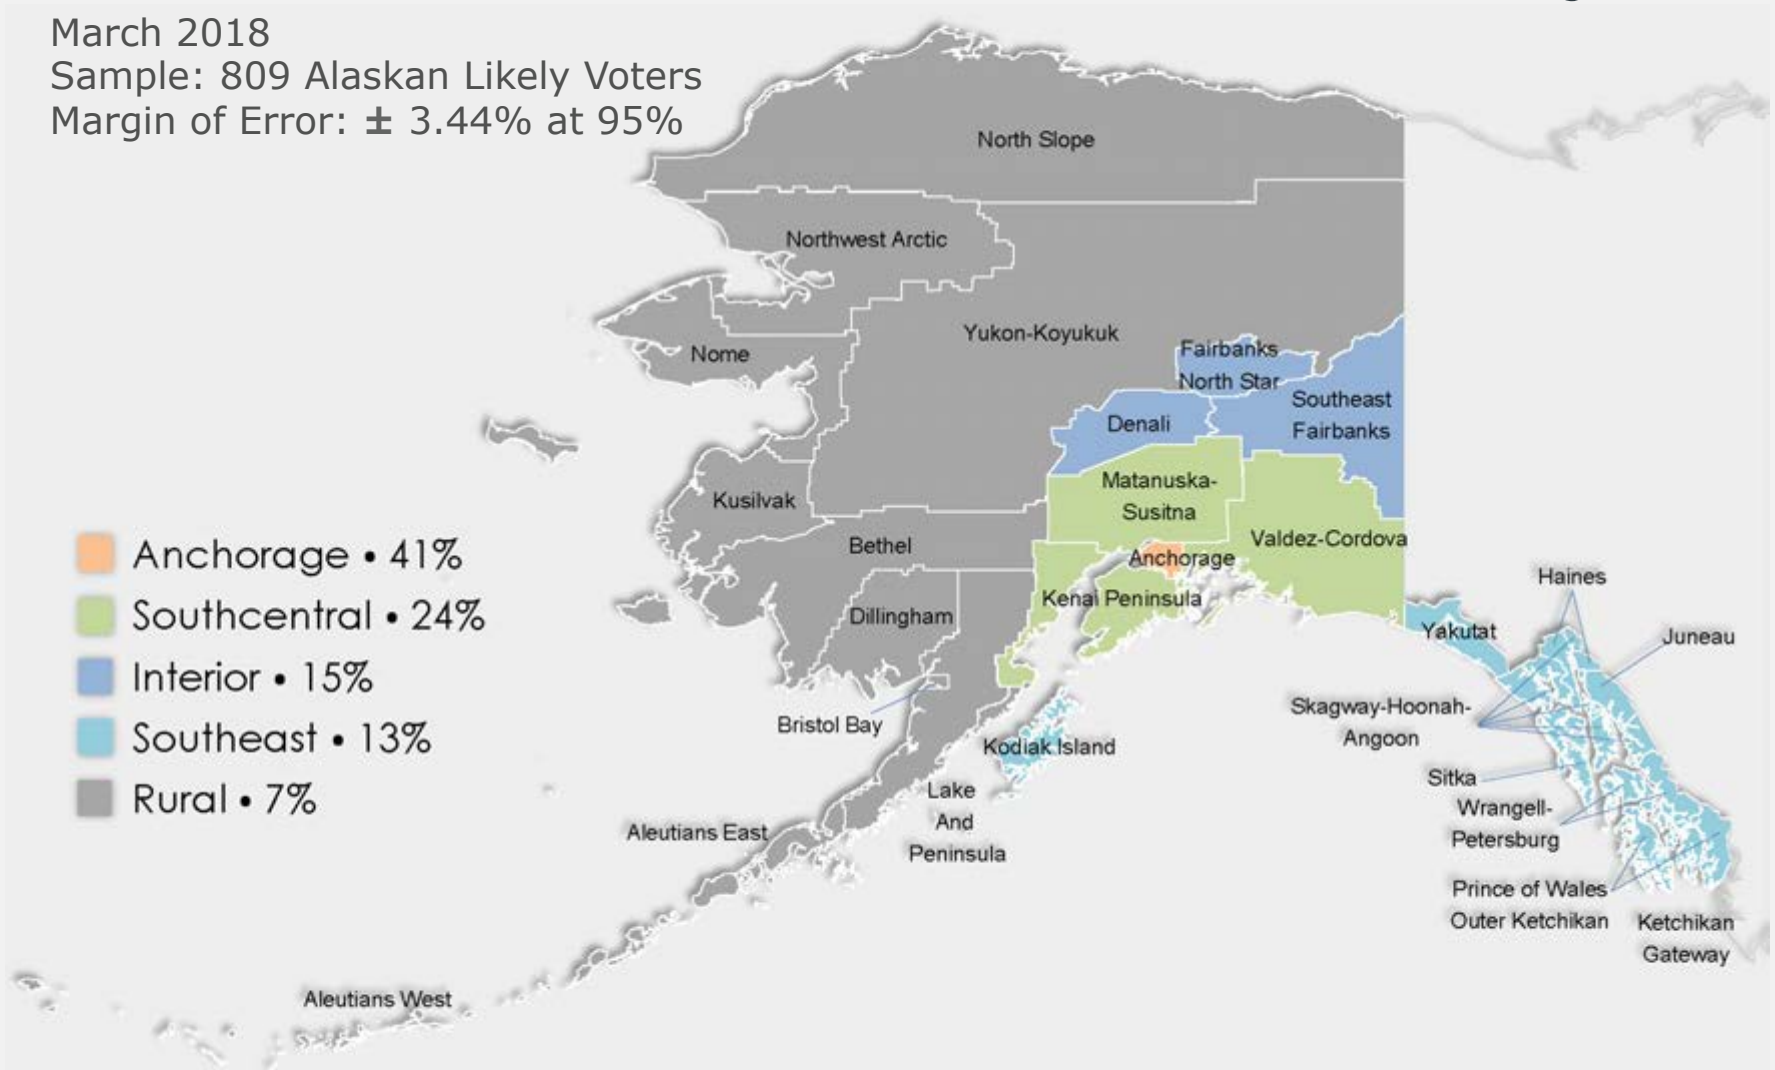 March 2018
Sample: 809 Alaskan Likely Voters
Margin of Error: ± 3.44% at 95%
North Slope
Northwest Arctic
Yukon-Koyukuk
Nome
Fairbanks
North Star
Southeast
Fairbanks
Denali
Matanuska-
Susitna
Kusilvak
Valdez-Cordova
Bethel
Anchorage
Kenai Peninsula
Dillingham
Haines
Yakutat
Juneau
Skagway-Hoonah-
Angoon
Bristol Bay
Kodiak Island
Sitka
Lake
And
Peninsula
Wrangell-
Petersburg
Aleutians East
Prince of Wales
Outer Ketchikan
Ketchikan
Gateway
Aleutians West
Anchorage • 41%
Southcentral • 24%
Interior • 15%
Southeast • 13%
Rural • 7%